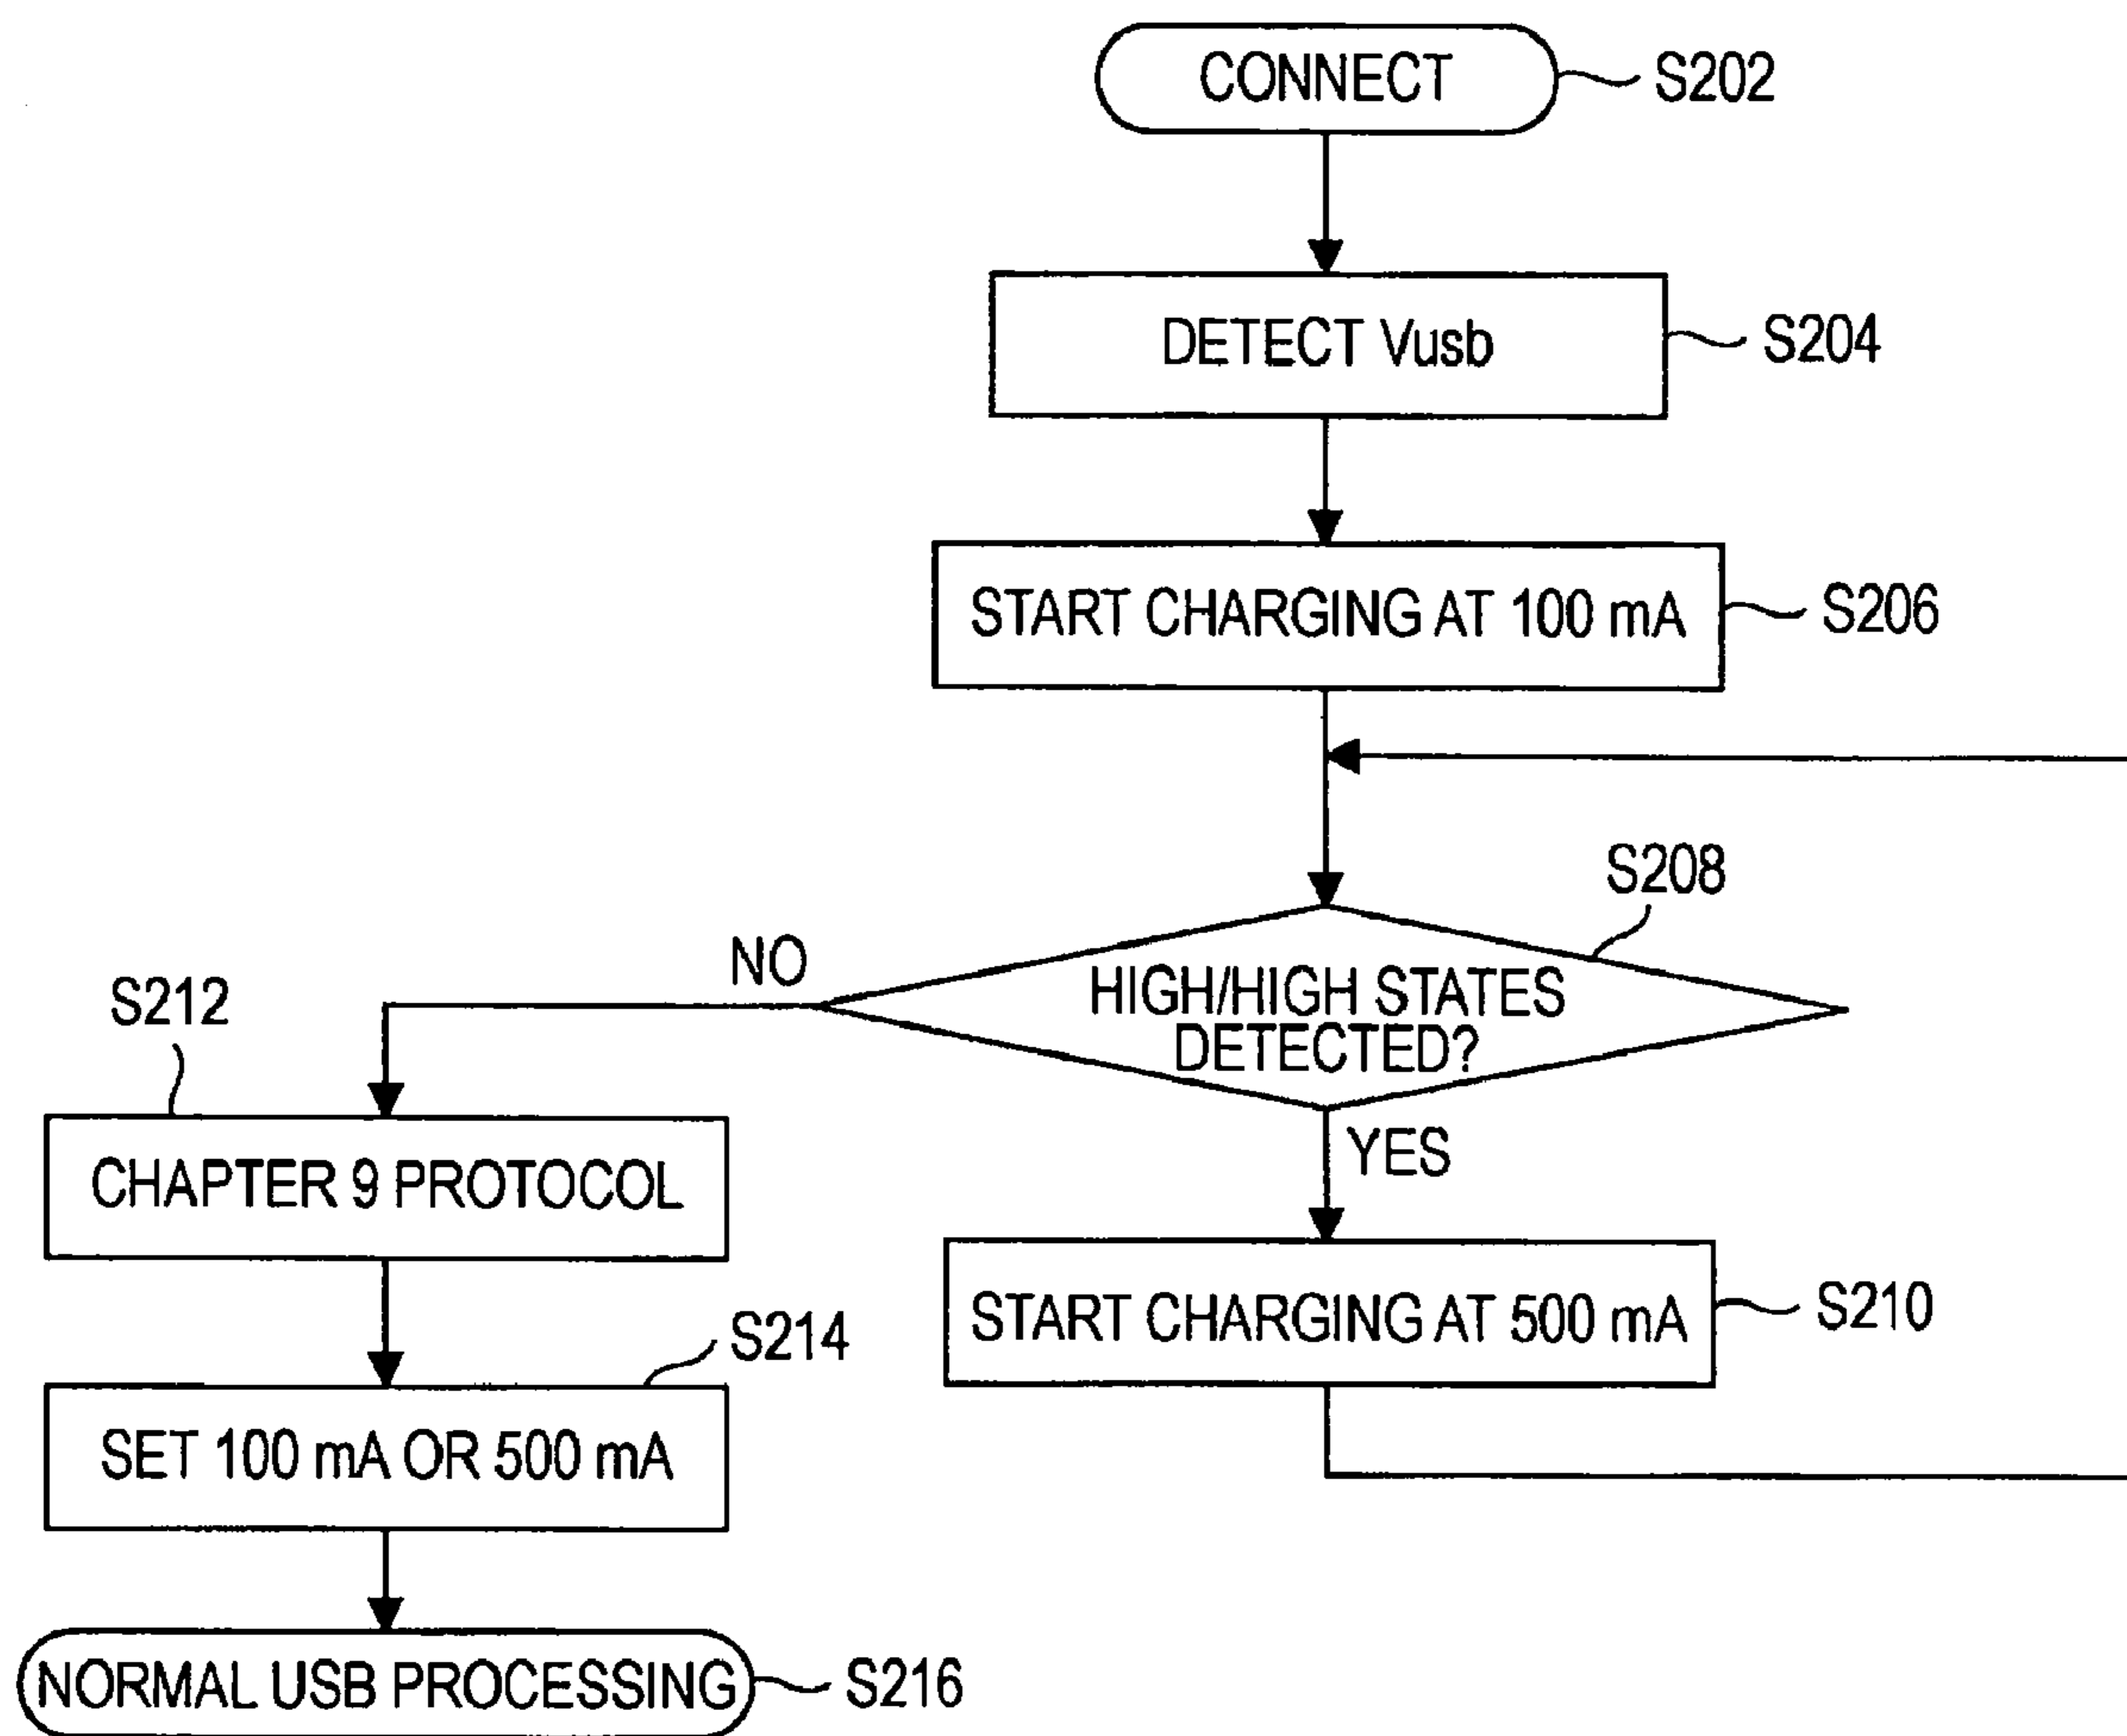 CONNECT
S202
DETECT Vusb
S204
START CHARGING AT 100 mA
S206
S208
HIGH/HIGH STATES
DETECTED?
NO
YES
S212
CHAPTER 9 PROTOCOL
START CHARGING AT 500 mA
S210
S214
SET 100 mA OR 500 mA
NORMAL USB PROCESSING
S216